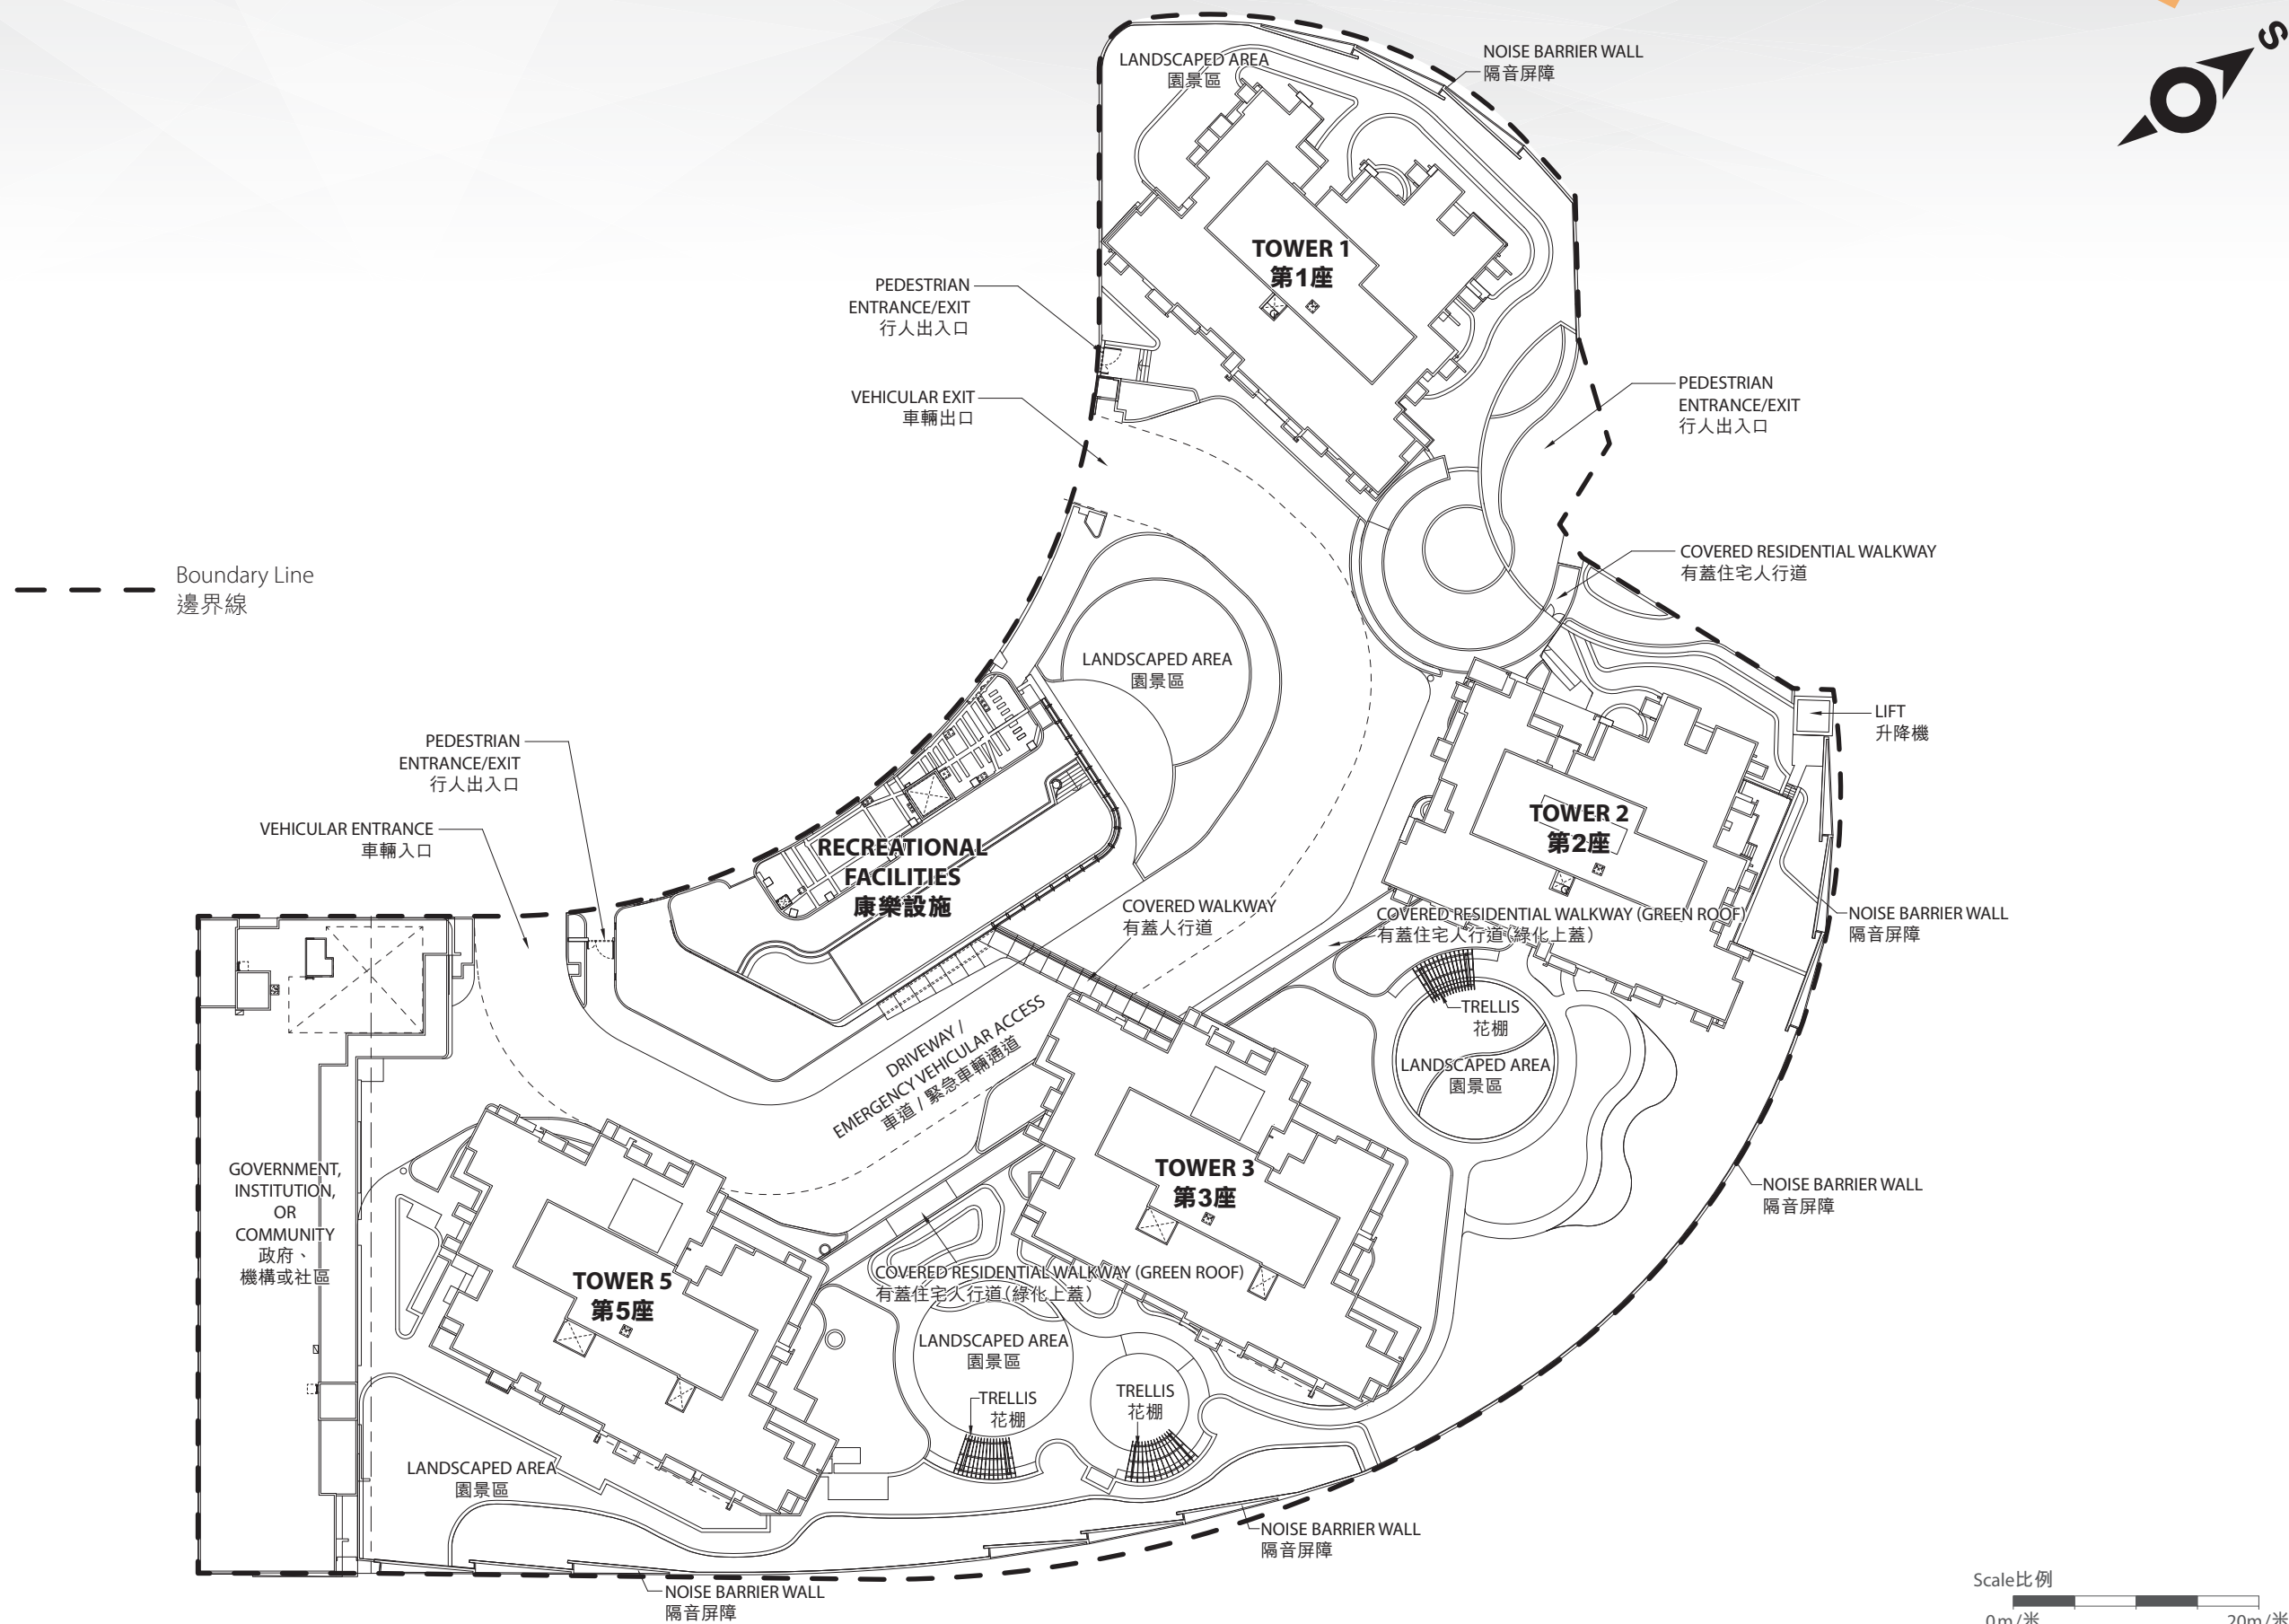 S
LANDSCAPED AREA
園景區
NOISE BARRIER WALL
隔音屏障
TOWER 1
第1座
PEDESTRIAN
ENTRANCE/EXIT
行人出入口
VEHICULAR EXIT
車輛出口
PEDESTRIAN
ENTRANCE/EXIT
行人出入口
COVERED RESIDENTIAL WALKWAY
有蓋住宅人行道
Boundary Line
邊界線
LANDSCAPED AREA
園景區
LIFT
升降機
PEDESTRIAN
ENTRANCE/EXIT
行人出入口
VEHICULAR ENTRANCE
車輛入口
RECREATIONAL
FACILITIES
康樂設施
TOWER 2
第2座
COVERED WALKWAY
有蓋人行道
COVERED RESIDENTIAL WALKWAY (GREEN ROOF)
有蓋住宅人行道(綠化上蓋)
NOISE BARRIER WALL
隔音屏障
TRELLIS
花棚
LANDSCAPED AREA
園景區
DRIVEWAY /
EMERGENCY VEHICULAR ACCESS
車道 / 緊急車輛通道
GOVERNMENT,
INSTITUTION,
OR
COMMUNITY
政府、
機構或社區
TOWER 3
第3座
NOISE BARRIER WALL
隔音屏障
TOWER 5
第5座
COVERED RESIDENTIAL WALKWAY (GREEN ROOF)
有蓋住宅人行道(綠化上蓋)
LANDSCAPED AREA
園景區
TRELLIS
花棚
TRELLIS
花棚
LANDSCAPED AREA
園景區
NOISE BARRIER WALL
隔音屏障
NOISE BARRIER WALL
隔音屏障
Scale比例
0m/米 20m/米